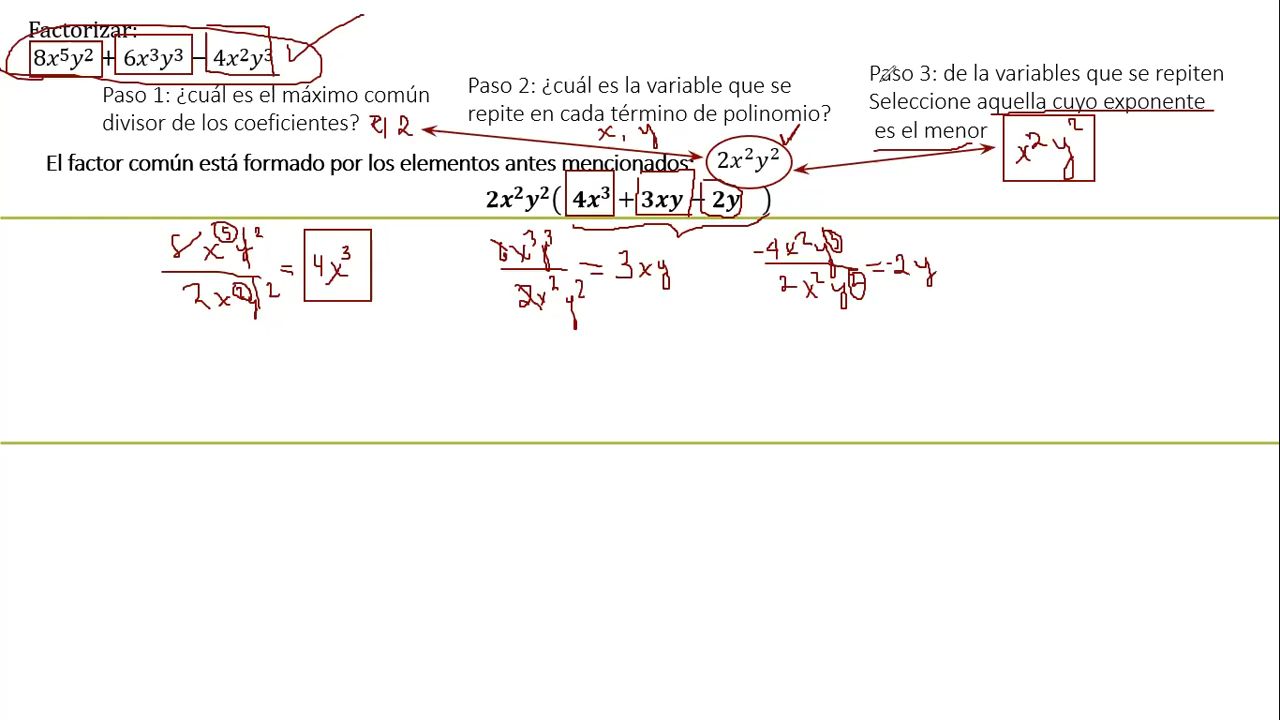 Factorizar:
8x⁵y² + 6x³y³ − 4x²y³
Paso 1: ¿cuál es el máximo común
divisor de los coeficientes? 2
Paso 2: ¿cuál es la variable que se
repite en cada término de polinomio?
x, y
Paso 3: de la variables que se repiten
Seleccione aquella cuyo exponente
es el menor
x² y²
El factor común está formado por los elementos antes mencionados:
2x²y²
2x²y²( 4x³ + 3xy − 2y )
8x⁵y² / 2x²y² = 4x³
6x³y³ / 2x²y² = 3xy
-4x²y³ / 2x²y² = -2y